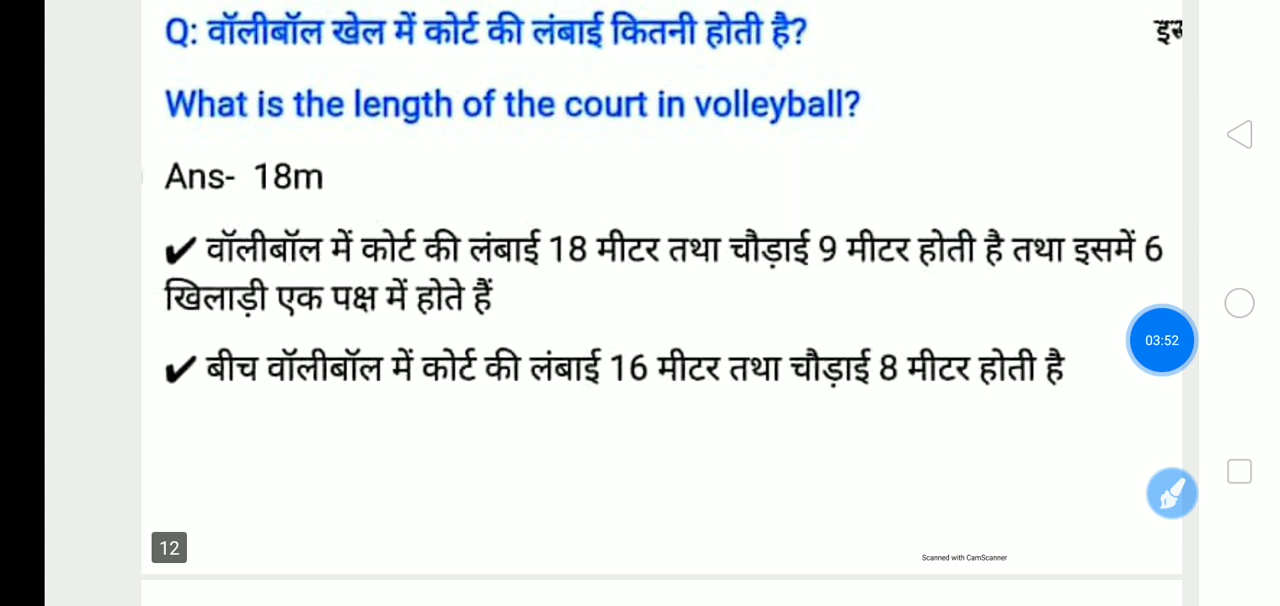 Q: वॉलीबॉल खेल में कोर्ट की लंबाई कितनी होती है?
What is the length of the court in volleyball?
Ans- 18m
✔ वॉलीबॉल में कोर्ट की लंबाई 18 मीटर तथा चौड़ाई 9 मीटर होती है तथा इसमें 6
खिलाड़ी एक पक्ष में होते हैं
03:52
✔ बीच वॉलीबॉल में कोर्ट की लंबाई 16 मीटर तथा चौड़ाई 8 मीटर होती है
12
Scanned with CamScanner